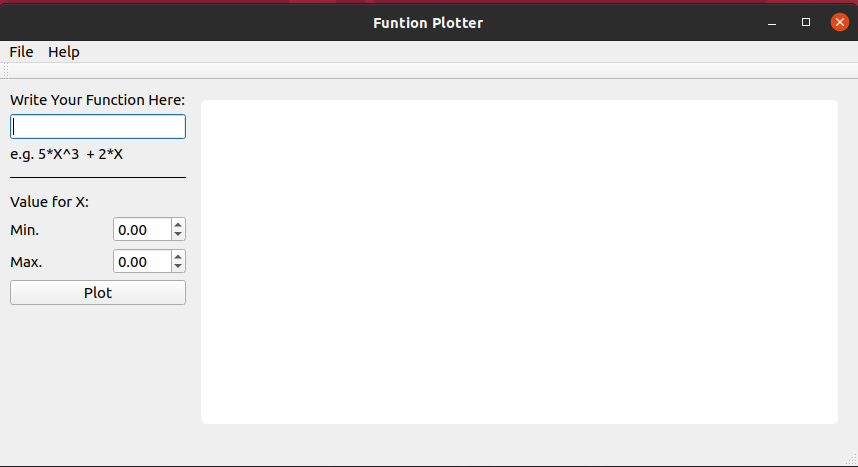 Funtion Plotter
File Help
Write Your Function Here:
e.g. 5*X^3 + 2*X
Value for X:
Min. 0.00
Max. 0.00
Plot